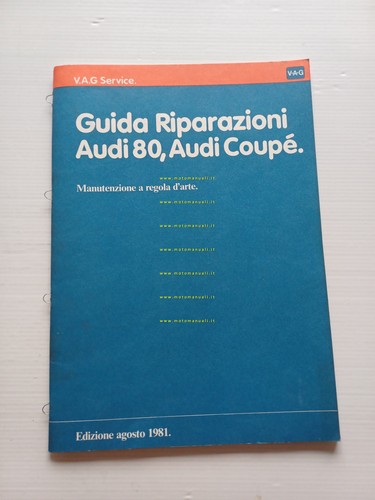 V.A.G Service.
V·A·G
Guida Riparazioni
Audi 80, Audi Coupé.
www.motomanuali.it
Manutenzione a regola d'arte.
www.motomanuali.it
www.motomanuali.it
www.motomanuali.it
www.motomanuali.it
www.motomanuali.it
www.motomanuali.it
Edizione agosto 1981.